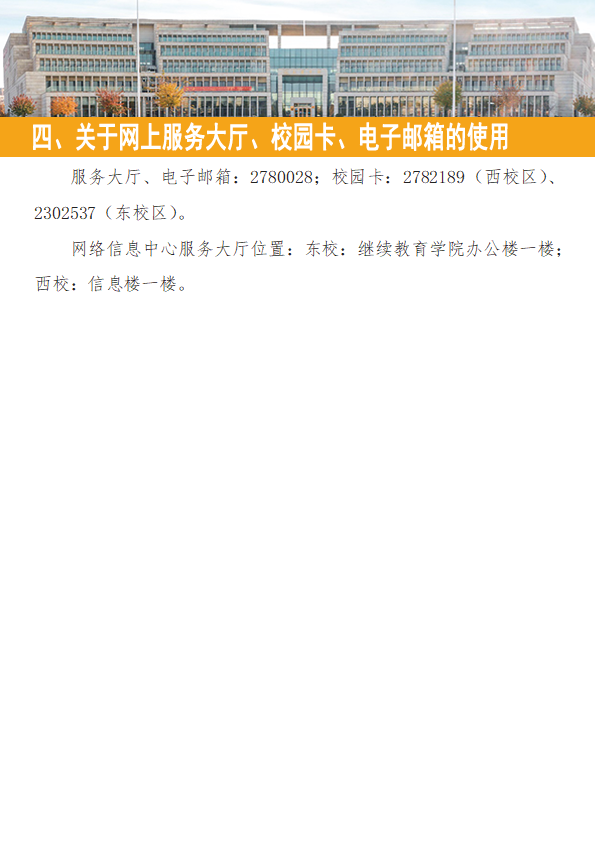 四、关于网上服务大厅、校园卡、电子邮箱的使用
服务大厅、电子邮箱：2780028；校园卡：2782189（西校区）、
2302537（东校区）。
网络信息中心服务大厅位置：东校：继续教育学院办公楼一楼；
西校：信息楼一楼。